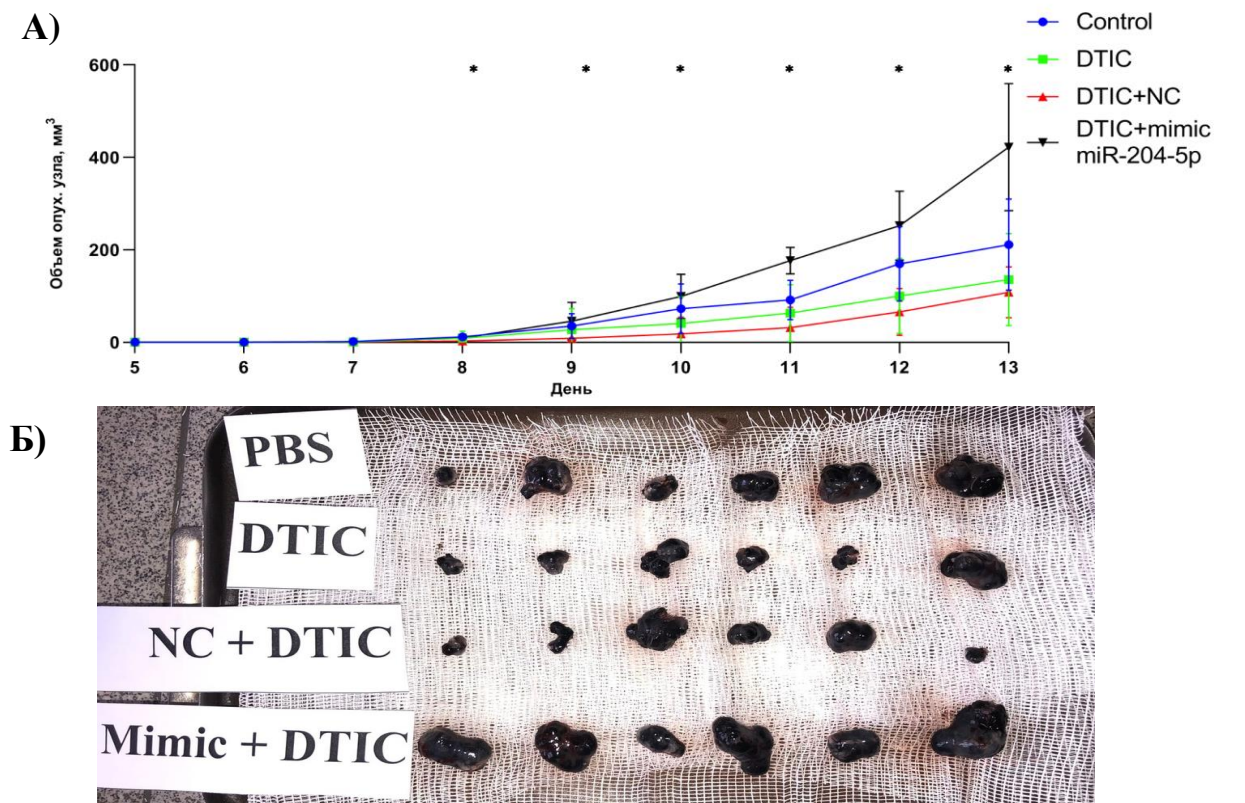 А)
Control
DTIC
DTIC+NC
DTIC+mimic
miR-204-5p
* * * * * *
600
400
200
0
Объем опух. узла, мм³
5 6 7 8 9 10 11 12 13
День
Б)
PBS
DTIC
NC + DTIC
Mimic + DTIC